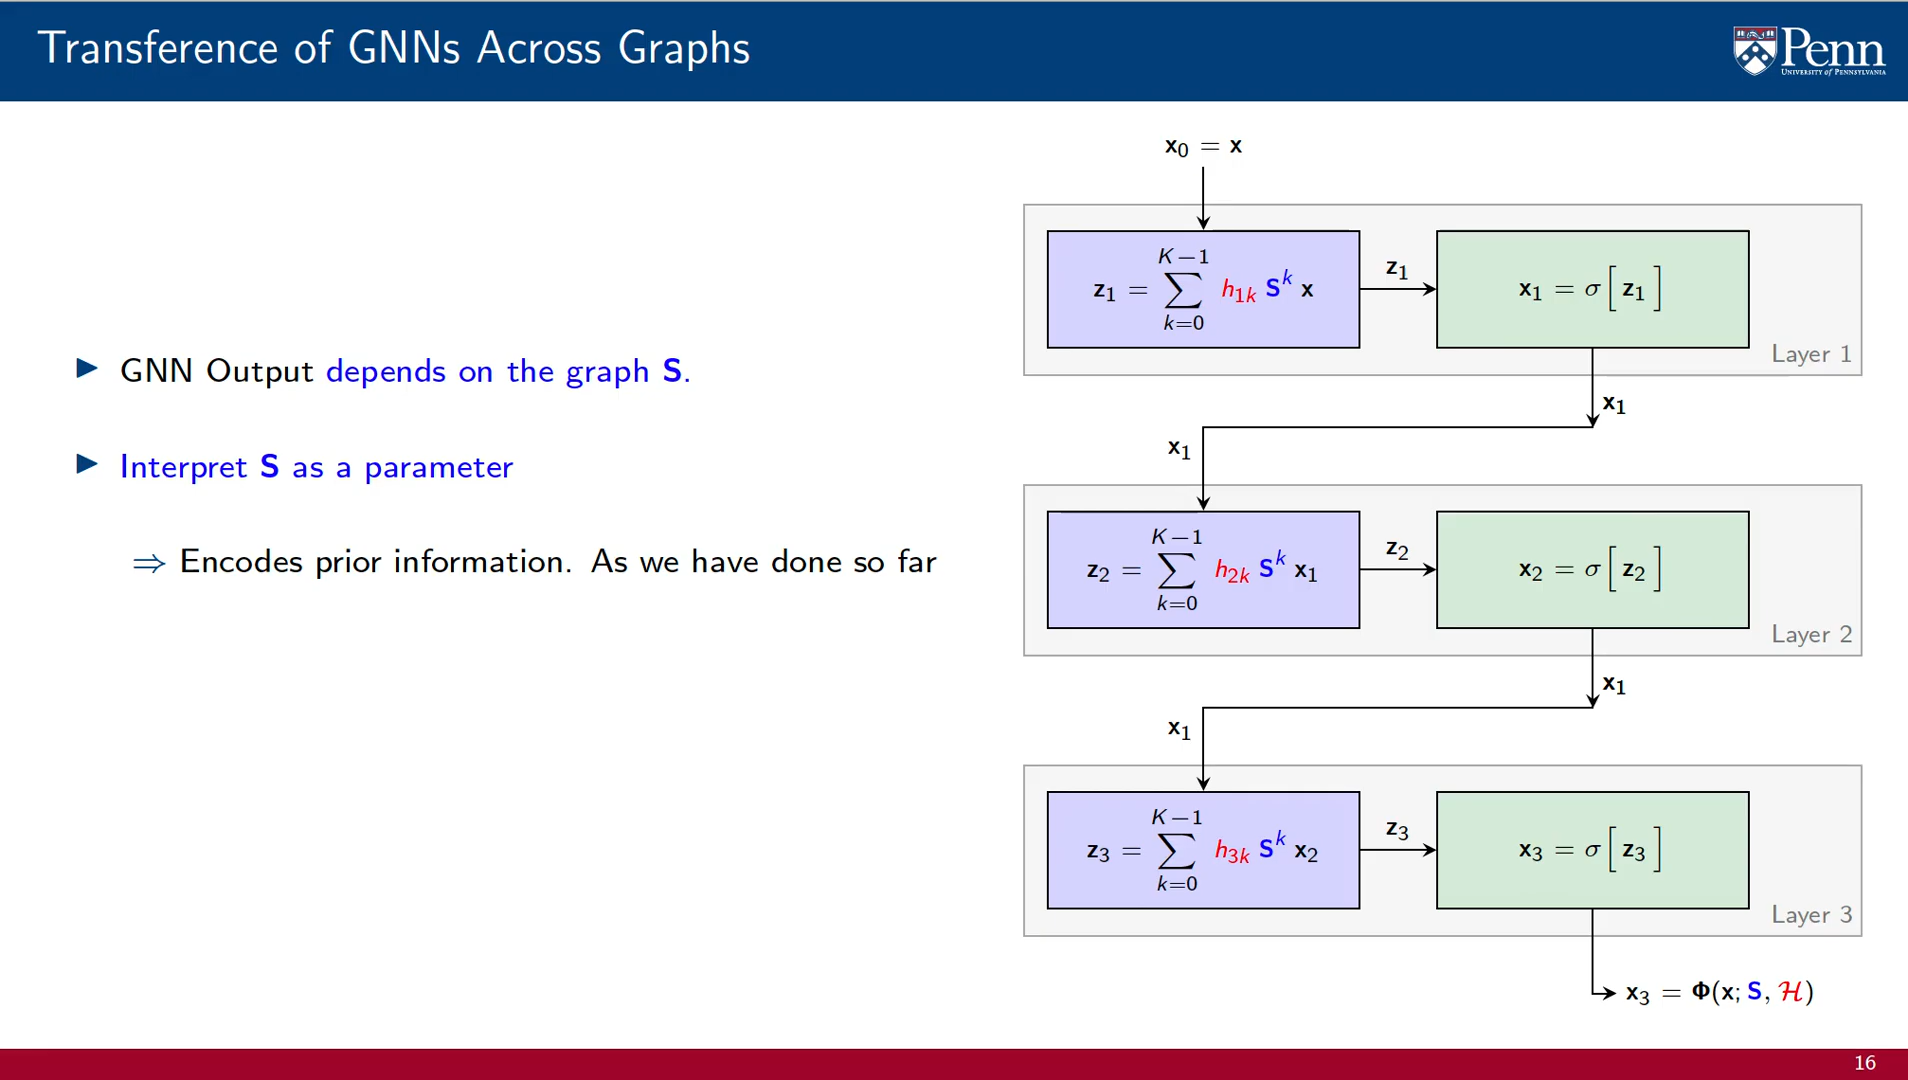 Transference of GNNs Across Graphs
Penn
UNIVERSITY of PENNSYLVANIA
▶ GNN Output depends on the graph S.
▶ Interpret S as a parameter
⇒ Encodes prior information. As we have done so far
x₀ = x
z₁ = ∑_{k=0}^{K−1} h₁ₖ Sᵏ x
z₁
x₁ = σ[ z₁ ]
Layer 1
x₁
x₁
z₂ = ∑_{k=0}^{K−1} h₂ₖ Sᵏ x₁
z₂
x₂ = σ[ z₂ ]
Layer 2
x₁
x₁
z₃ = ∑_{k=0}^{K−1} h₃ₖ Sᵏ x₂
z₃
x₃ = σ[ z₃ ]
Layer 3
x₃ = Φ(x; S, ℋ)
16